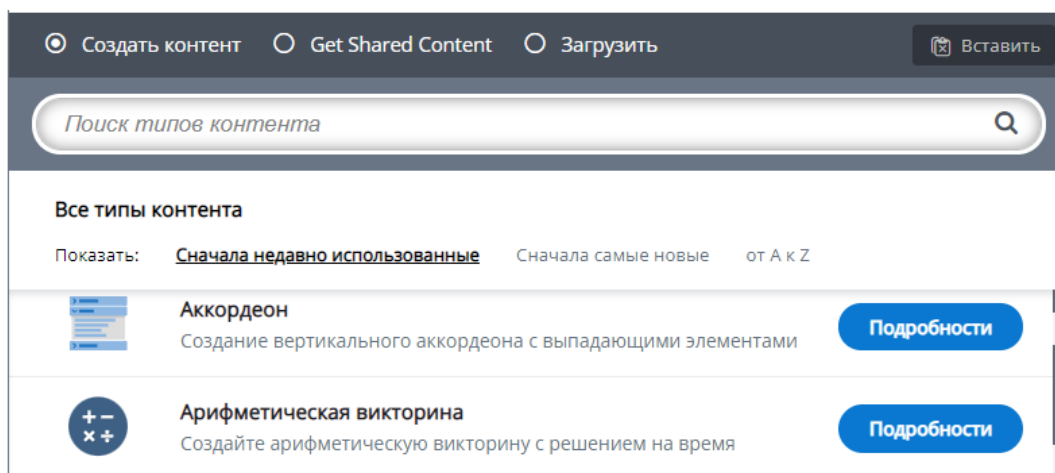 Создать контент Get Shared Content Загрузить Вставить
Поиск типов контента
Все типы контента
Показать: Сначала недавно использованные Сначала самые новые от А к Z
Аккордеон
Создание вертикального аккордеона с выпадающими элементами
Подробности
Арифметическая викторина
Создайте арифметическую викторину с решением на время
Подробности